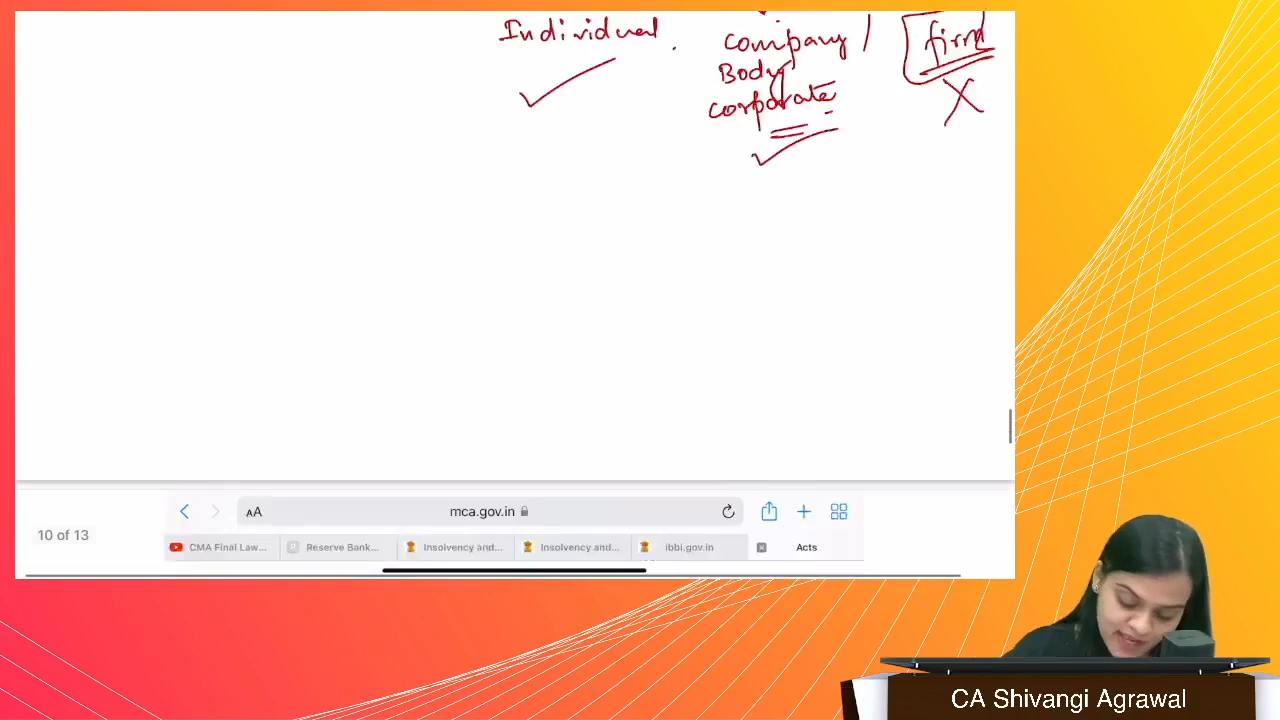 Individual.
company /
Body
corporate
firm
10 of 13
AA
mca.gov.in
CMA Final Law...
Reserve Bank...
Insolvency and...
Insolvency and...
ibbi.gov.in
Acts
CA Shivangi Agrawal